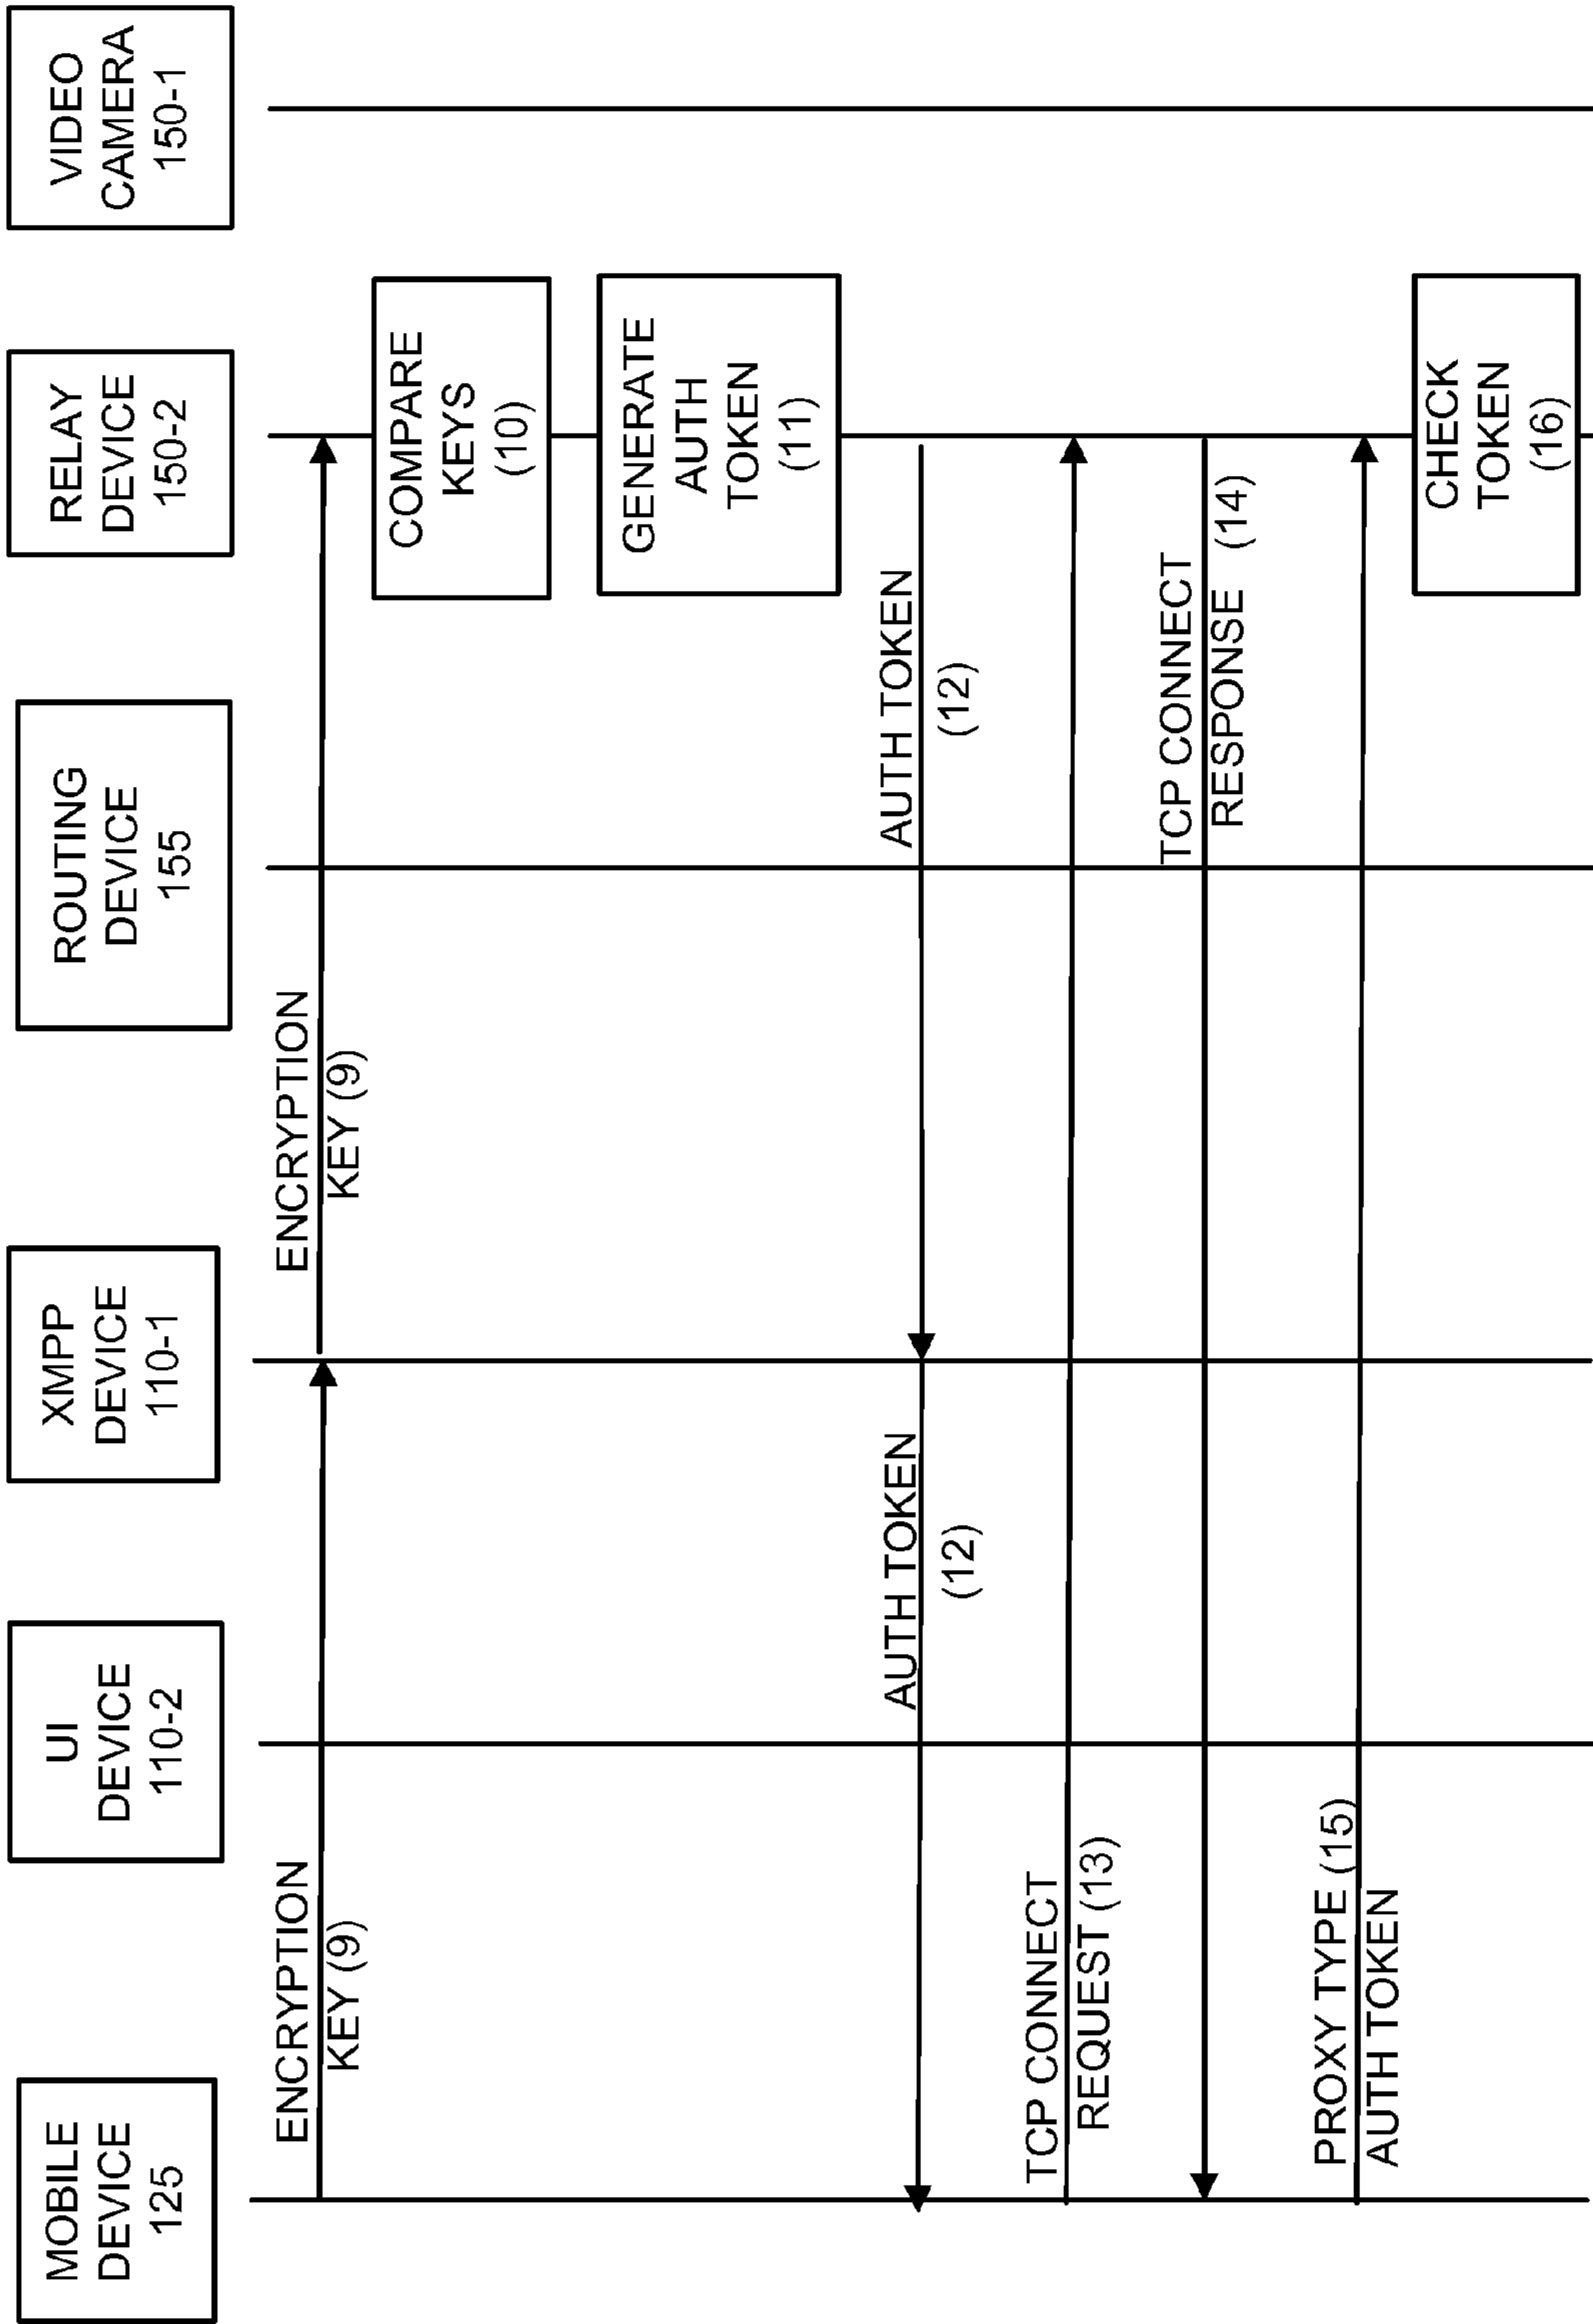 MOBILE
DEVICE
125
UI
DEVICE
110-2
XMPP
DEVICE
110-1
ROUTING
DEVICE
155
RELAY
DEVICE
150-2
VIDEO
CAMERA
150-1
ENCRYPTION
KEY (9)
ENCRYPTION
KEY (9)
COMPARE
KEYS
(10)
GENERATE
AUTH
TOKEN
(11)
AUTH TOKEN
(12)
AUTH TOKEN
(12)
TCP CONNECT
REQUEST (13)
TCP CONNECT
RESPONSE (14)
PROXY TYPE (15)
AUTH TOKEN
CHECK
TOKEN
(16)